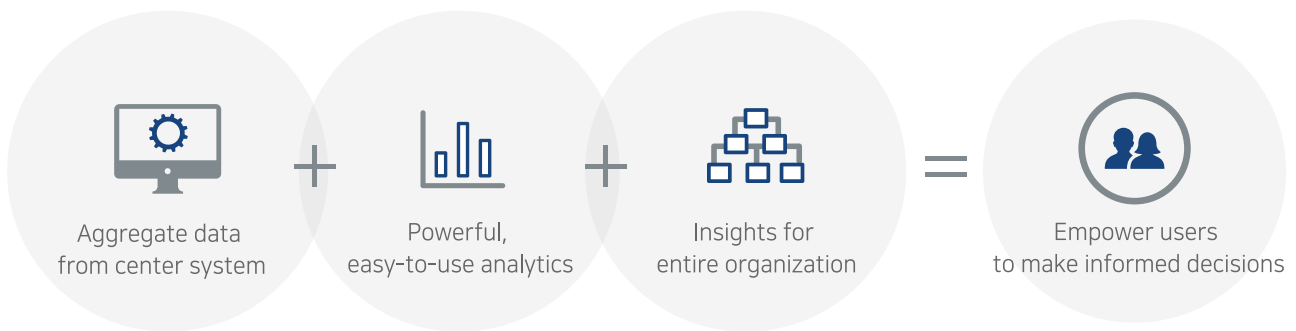 Aggregate data
from center system
+
Powerful,
easy-to-use analytics
+
Insights for
entire organization
=
Empower users
to make informed decisions